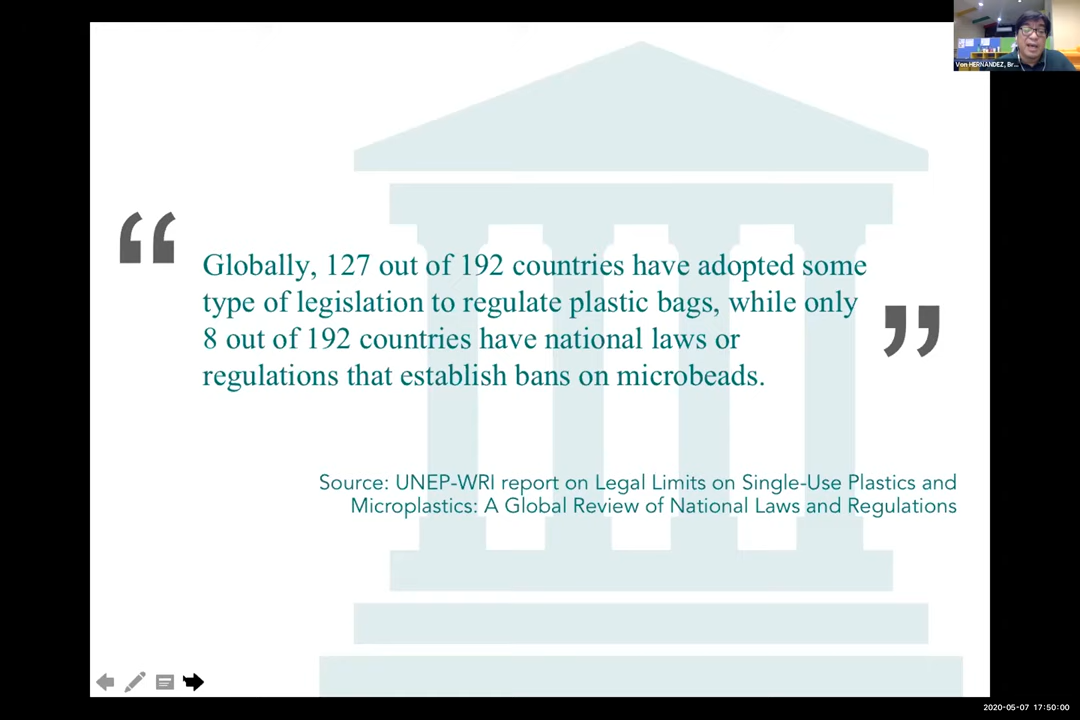 Von HERNANDEZ, Br...
“
Globally, 127 out of 192 countries have adopted some
type of legislation to regulate plastic bags, while only
8 out of 192 countries have national laws or
regulations that establish bans on microbeads.
”
Source: UNEP-WRI report on Legal Limits on Single-Use Plastics and
Microplastics: A Global Review of National Laws and Regulations
2020-05-07 17:50:00